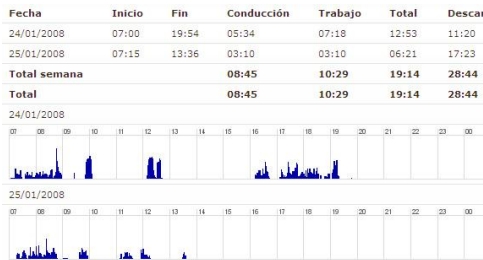 Fecha Inicio Fin Conducción Trabajo Total Descan
24/01/2008 07:00 19:54 05:34 07:18 12:53 11:20
25/01/2008 07:15 13:36 03:10 03:10 06:21 17:23
Total semana 08:45 10:29 19:14 28:44
Total 08:45 10:29 19:14 28:44
24/01/2008
07 08 09 10 11 12 13 14 15 16 17 18 19 20 21 22 23 00
25/01/2008
07 08 09 10 11 12 13 14 15 16 17 18 19 20 21 22 23 00